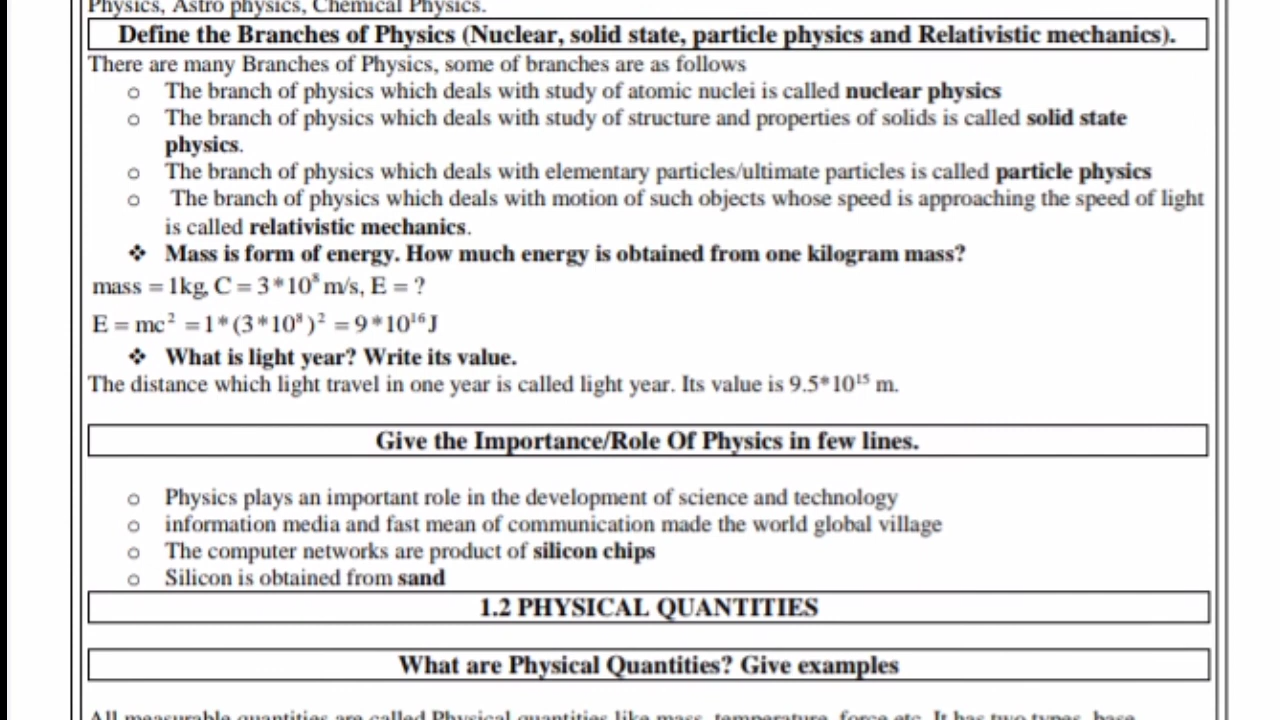 Physics, Astro physics, Chemical Physics.
Define the Branches of Physics (Nuclear, solid state, particle physics and Relativistic mechanics).
There are many Branches of Physics, some of branches are as follows
o The branch of physics which deals with study of atomic nuclei is called nuclear physics
o The branch of physics which deals with study of structure and properties of solids is called solid state
physics.
o The branch of physics which deals with elementary particles/ultimate particles is called particle physics
o The branch of physics which deals with motion of such objects whose speed is approaching the speed of light
is called relativistic mechanics.
❖ Mass is form of energy. How much energy is obtained from one kilogram mass?
mass = 1kg, C = 3*10⁸ m/s, E = ?
E = mc² = 1*(3*10⁸)² = 9*10¹⁶J
❖ What is light year? Write its value.
The distance which light travel in one year is called light year. Its value is 9.5*10¹⁵ m.
Give the Importance/Role Of Physics in few lines.
o Physics plays an important role in the development of science and technology
o information media and fast mean of communication made the world global village
o The computer networks are product of silicon chips
o Silicon is obtained from sand
1.2 PHYSICAL QUANTITIES
What are Physical Quantities? Give examples
All measurable quantities are called Physical quantities like mass, temperature, force etc. It has two types, base